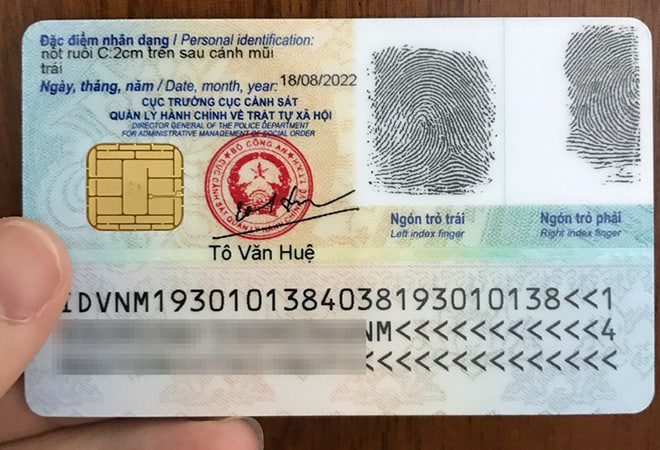 Đặc điểm nhân dạng / Personal identification:
nốt ruồi C:2cm trên sau cánh mũi
trái
Ngày, tháng, năm / Date, month, year: 18/08/2022
CỤC TRƯỞNG CỤC CẢNH SÁT
QUẢN LÝ HÀNH CHÍNH VỀ TRẬT TỰ XÃ HỘI
DIRECTOR GENERAL OF THE POLICE DEPARTMENT
FOR ADMINISTRATIVE MANAGEMENT OF SOCIAL ORDER
BỘ CÔNG AN
Tô Văn Huệ
Ngón trỏ trái
Left index finger
Ngón trỏ phải
Right index finger
IDVNM1930101384038193010138<<1
NM<<<<<<<<<<<4
<<<<<<<<<<<<<